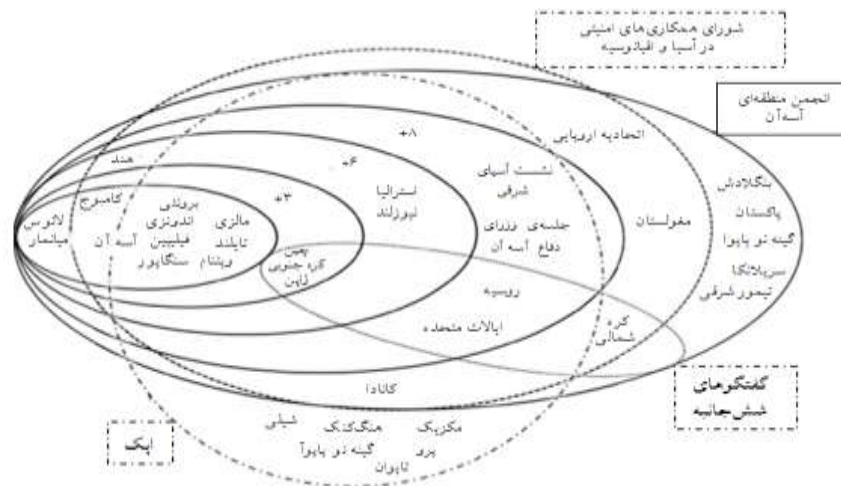 شورای همکاری‌های امنیتی
در آسیا و اقیانوسیه
انجمن منطقه‌ای
آسه‌آن
اتحادیه اروپایی
+۸
+۶
+۳
هند
نشست آسیای
شرقی
استرالیا
نیوزلند
بنگلادش
پاکستان
گینه نو پاپوا
سریلانکا
تیمور شرقی
مغولستان
کامبوج
برونئی
اندونزی
فیلیپین
سنگاپور
مالزی
تایلند
ویتنام
آسه آن
لائوس
میانمار
چین
کره جنوبی
ژاپن
جلسه‌ی وزرای
دفاع آسه آن
روسیه
ایالات متحده
کره
شمالی
کانادا
گفتگوهای
شش‌جانبه
اپک
شیلی
هنگ‌کنگ
مکزیک
گینه نو پاپوآ
پرو
تایوان